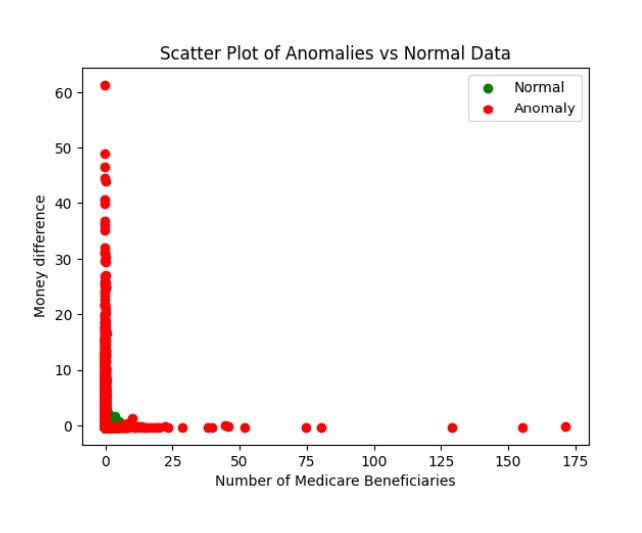 Scatter Plot of Anomalies vs Normal Data
Normal
Anomaly
60
50
40
30
20
10
0
Money difference
0 25 50 75 100 125 150 175
Number of Medicare Beneficiaries